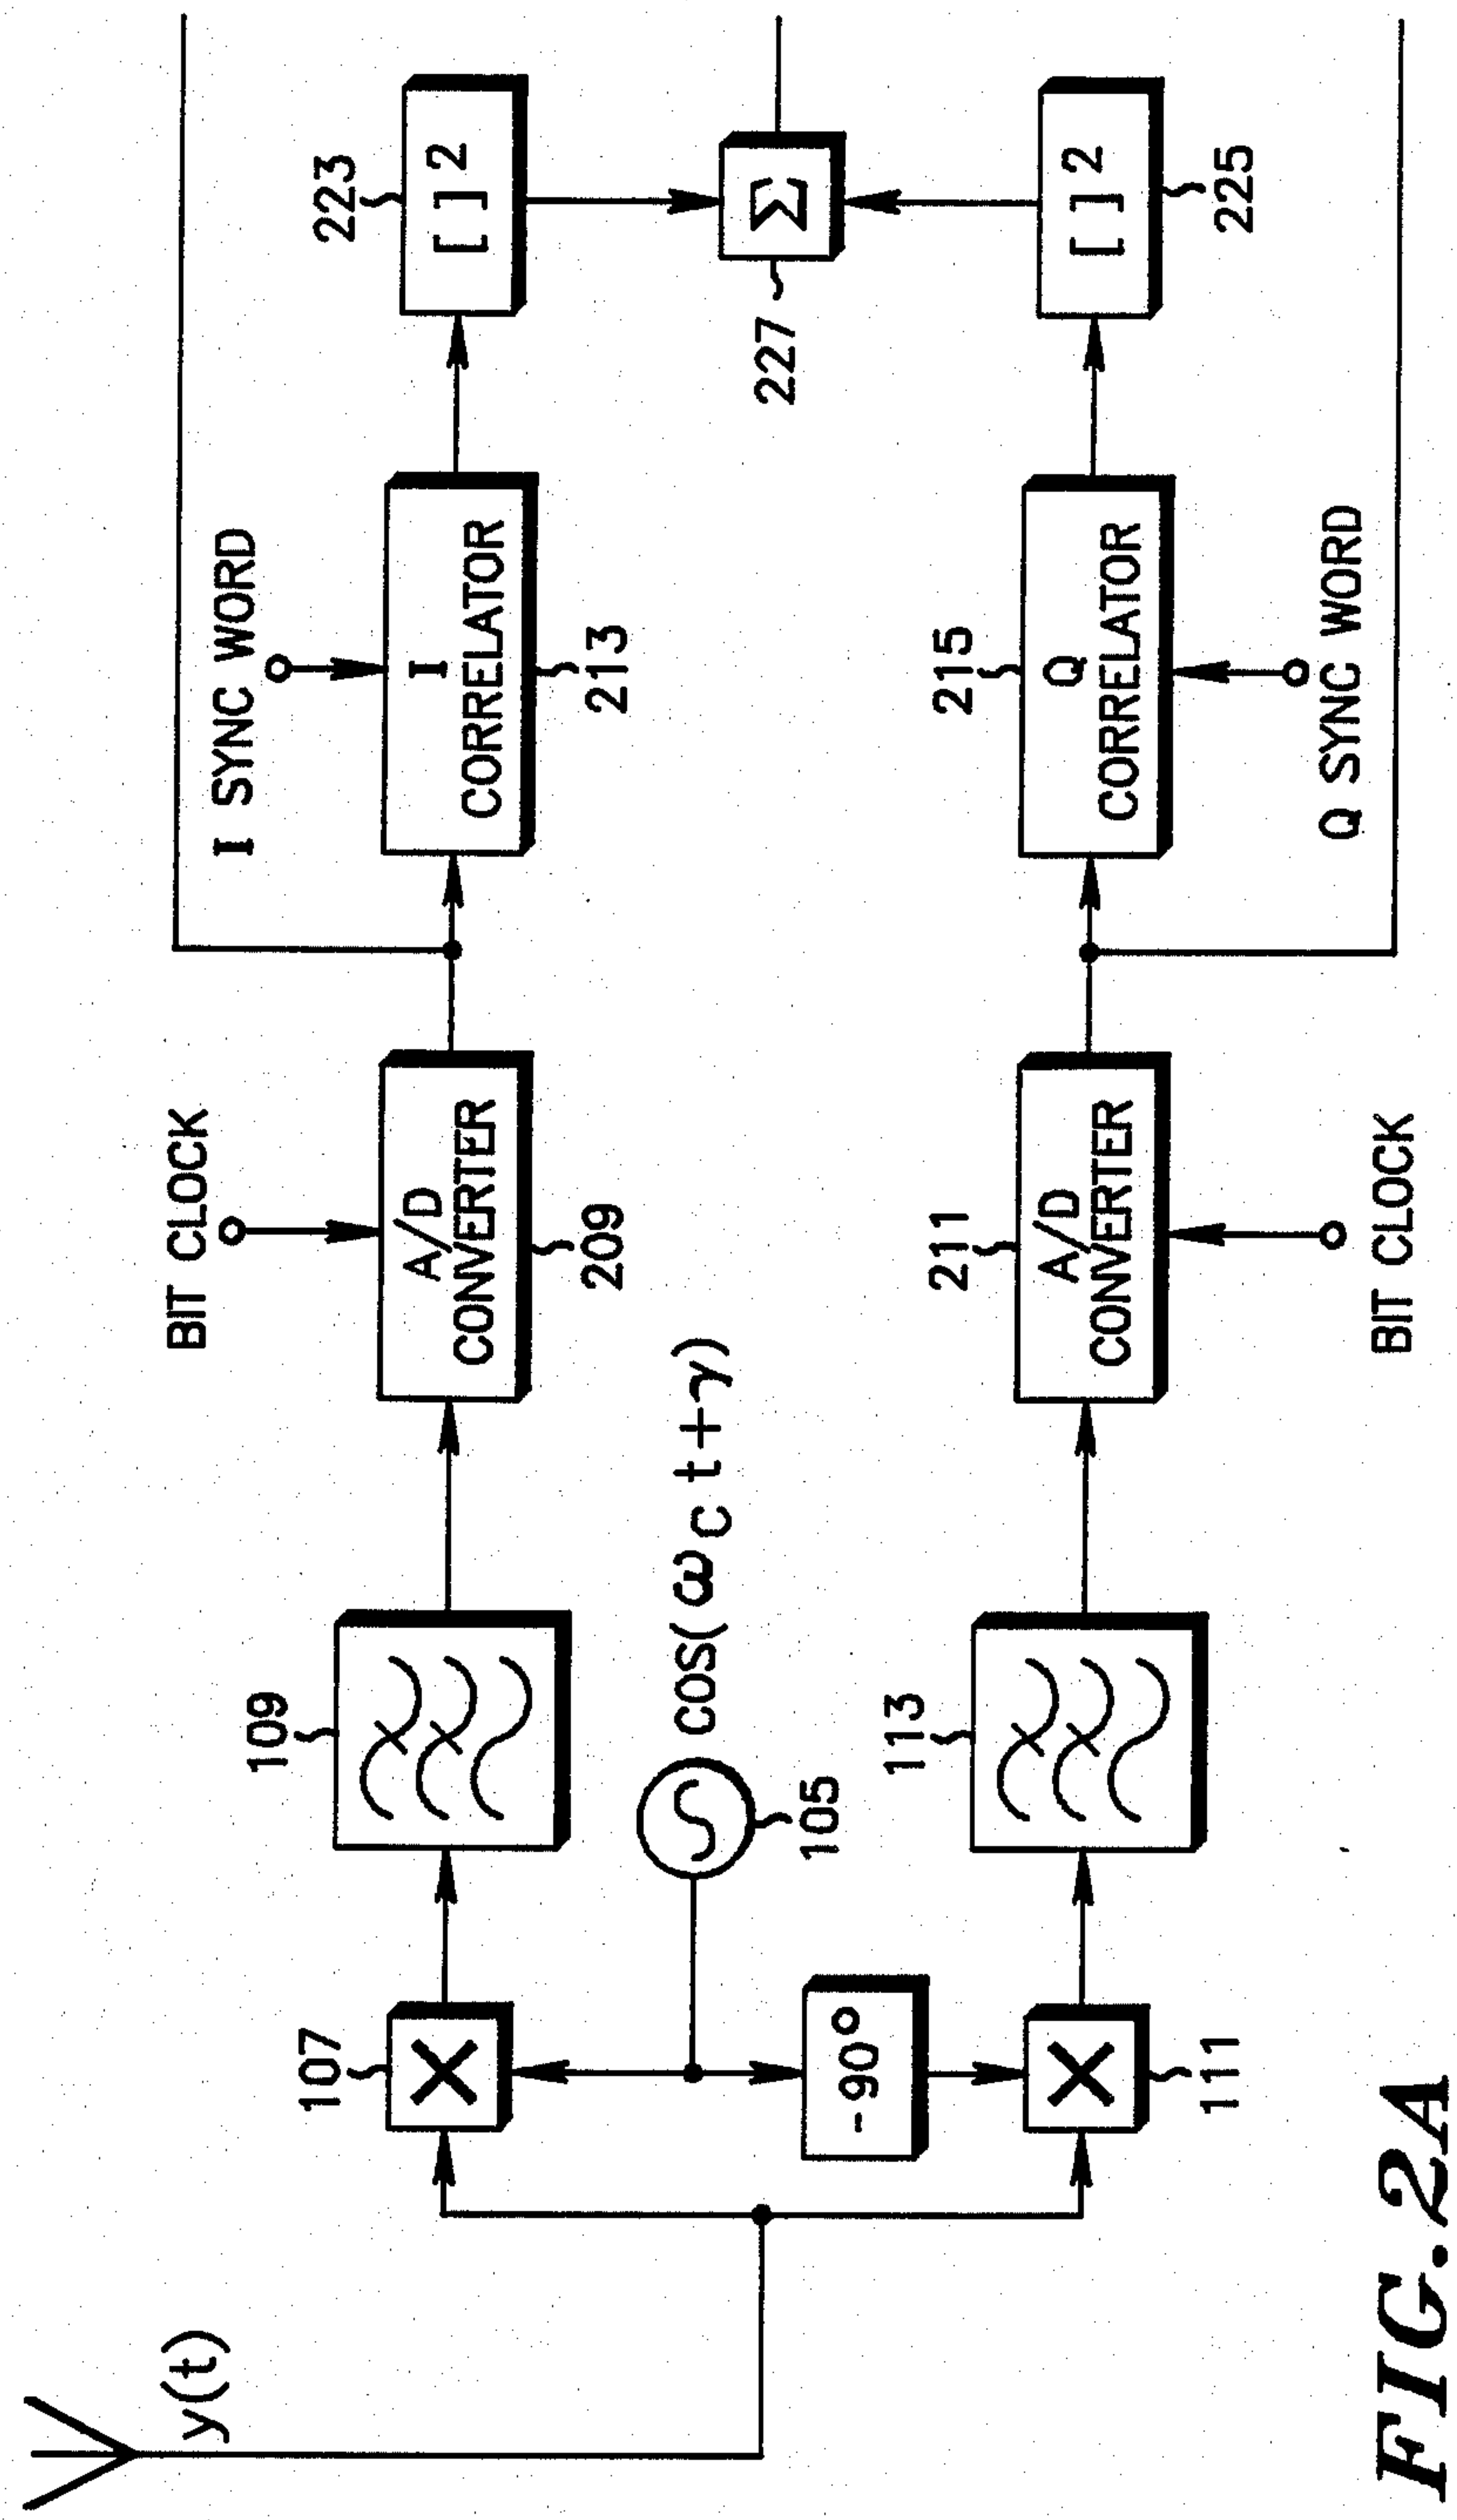 y(t)
107
109
BIT CLOCK
A/D
CONVERTER
209
I SYNC WORD
I
CORRELATOR
213
223
[ ]²
-90°
105
cos(ωc t+γ)
227
Σ
111
113
211
A/D
CONVERTER
BIT CLOCK
215
Q
CORRELATOR
Q SYNC WORD
[ ]²
225
FIG.2A